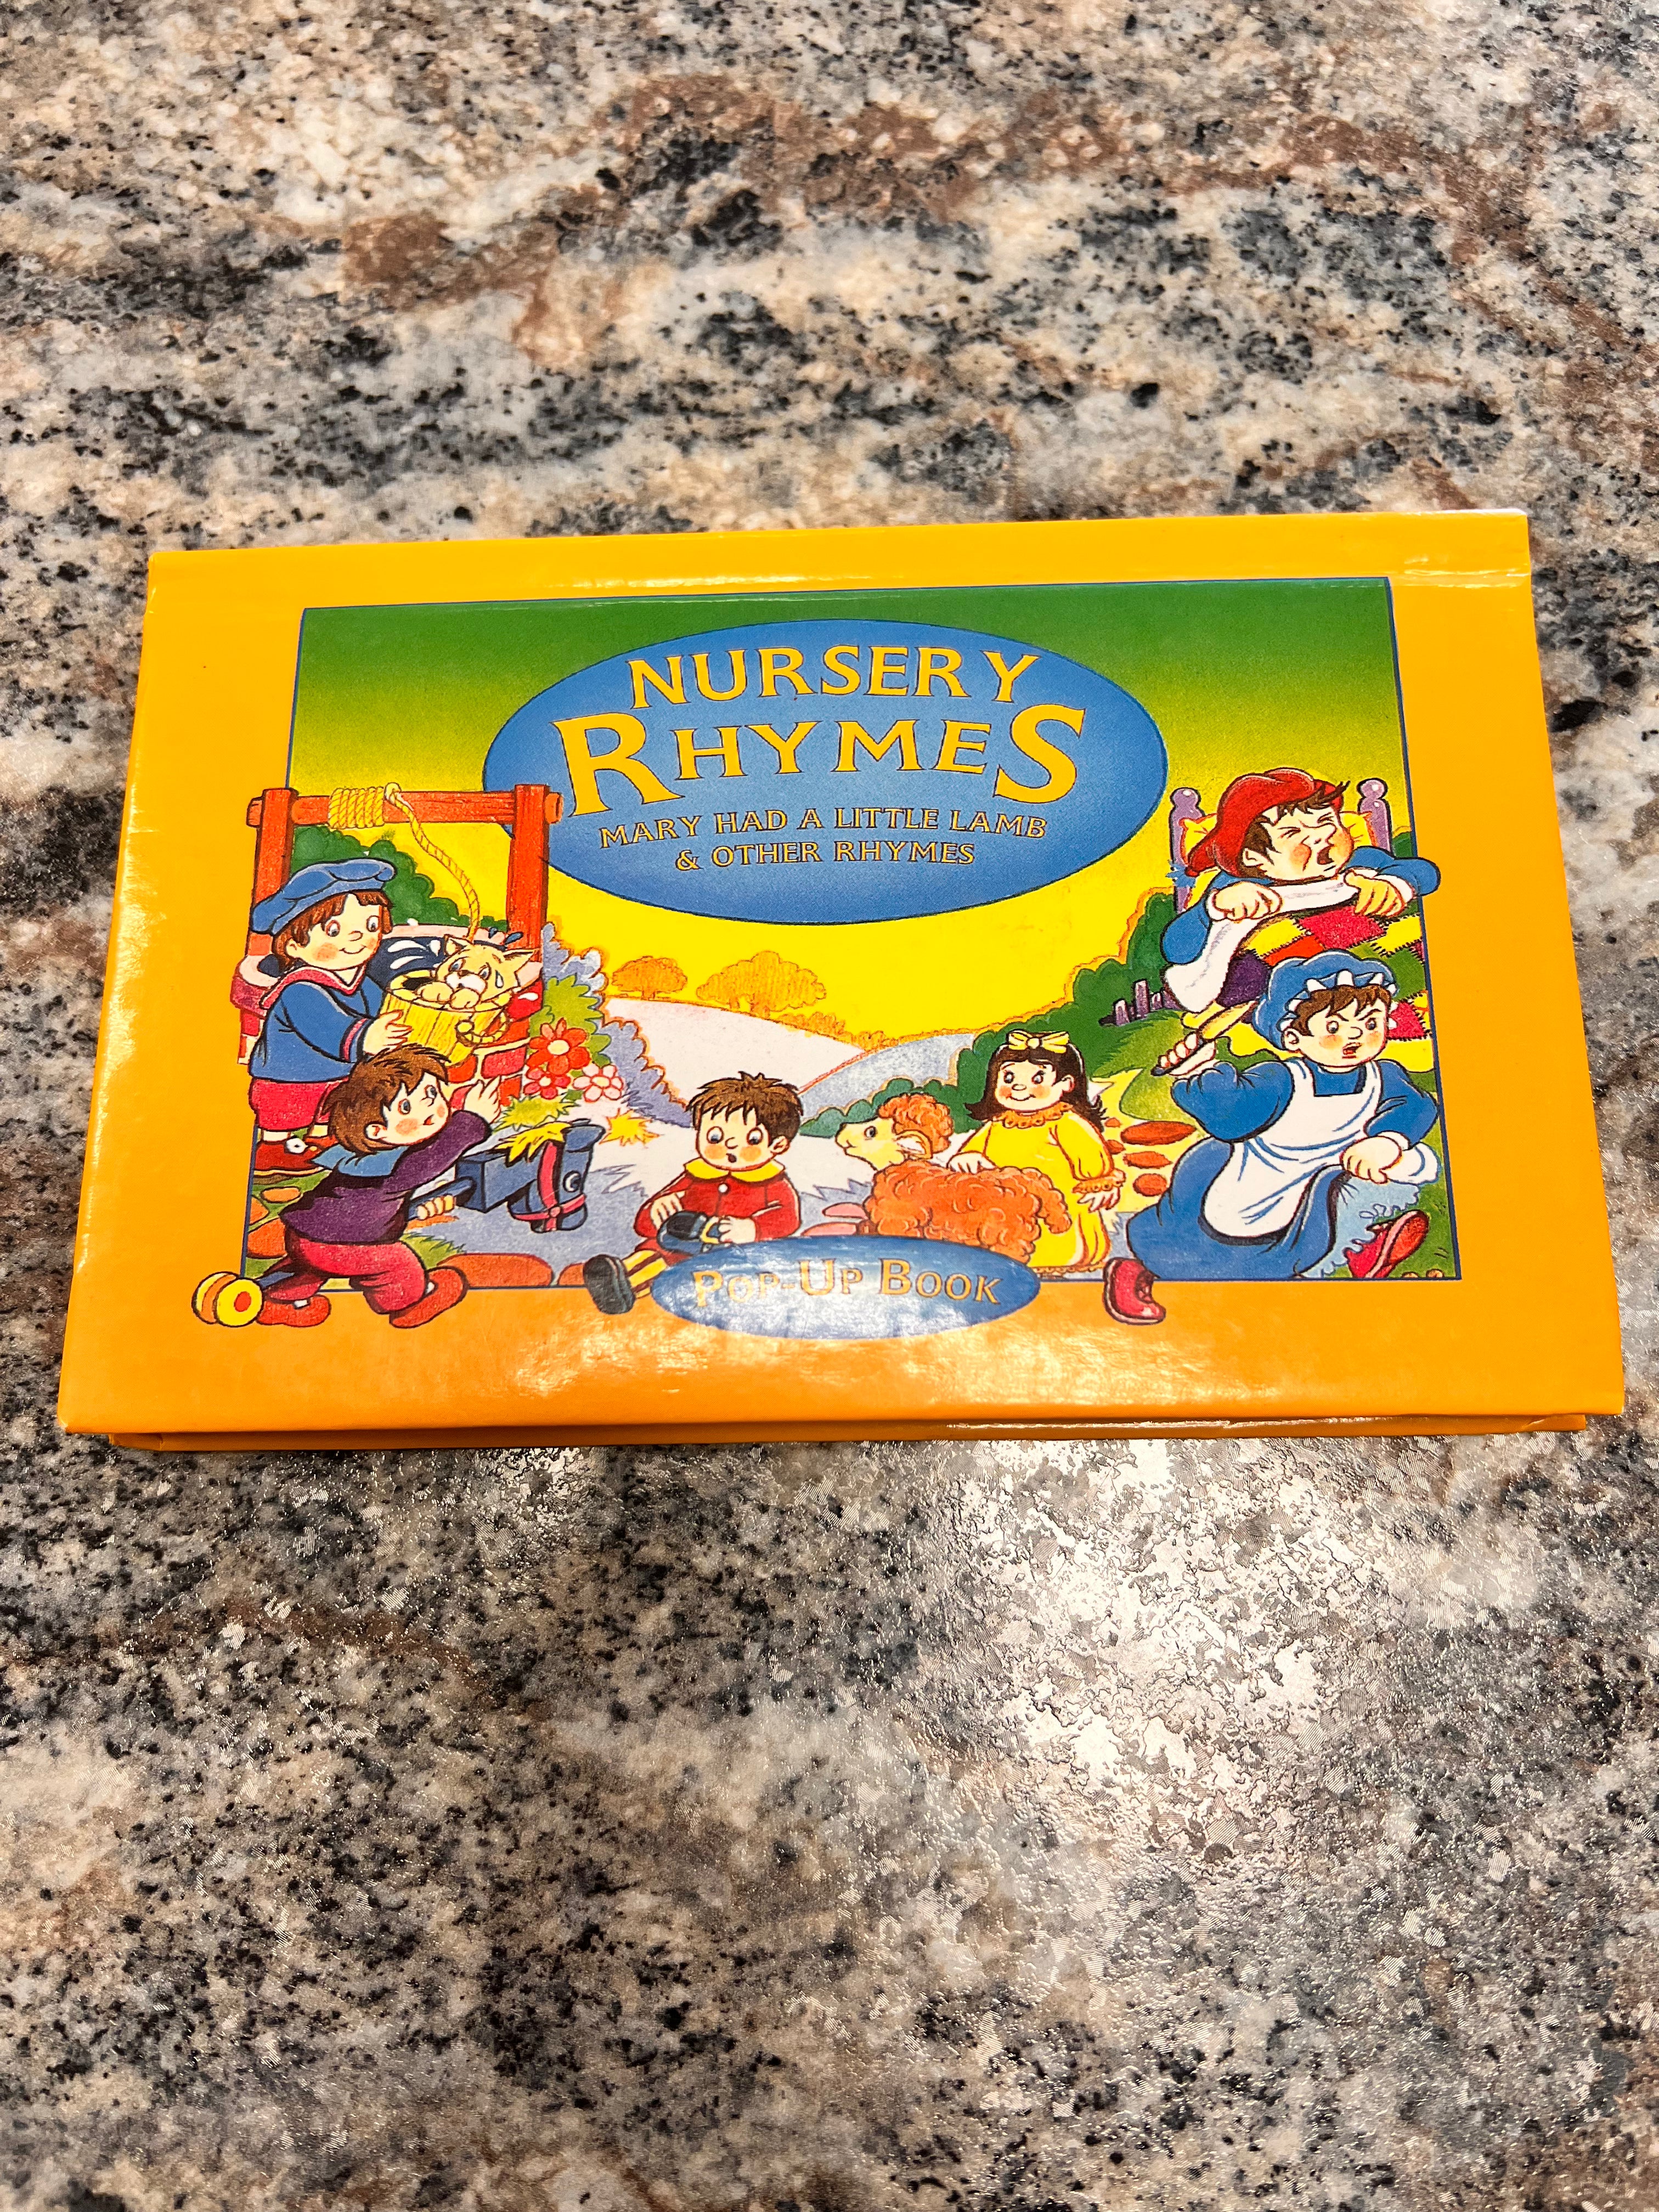 NURSERY
RHYMES
MARY HAD A LITTLE LAMB
& OTHER RHYMES
POP-UP BOOK